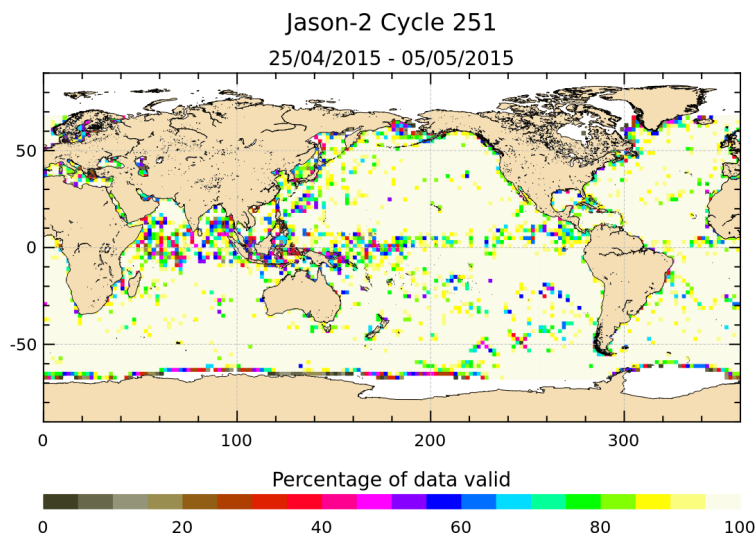 Jason-2 Cycle 251
25/04/2015 - 05/05/2015
50
0
-50
0 100 200 300
Percentage of data valid
0 20 40 60 80 100